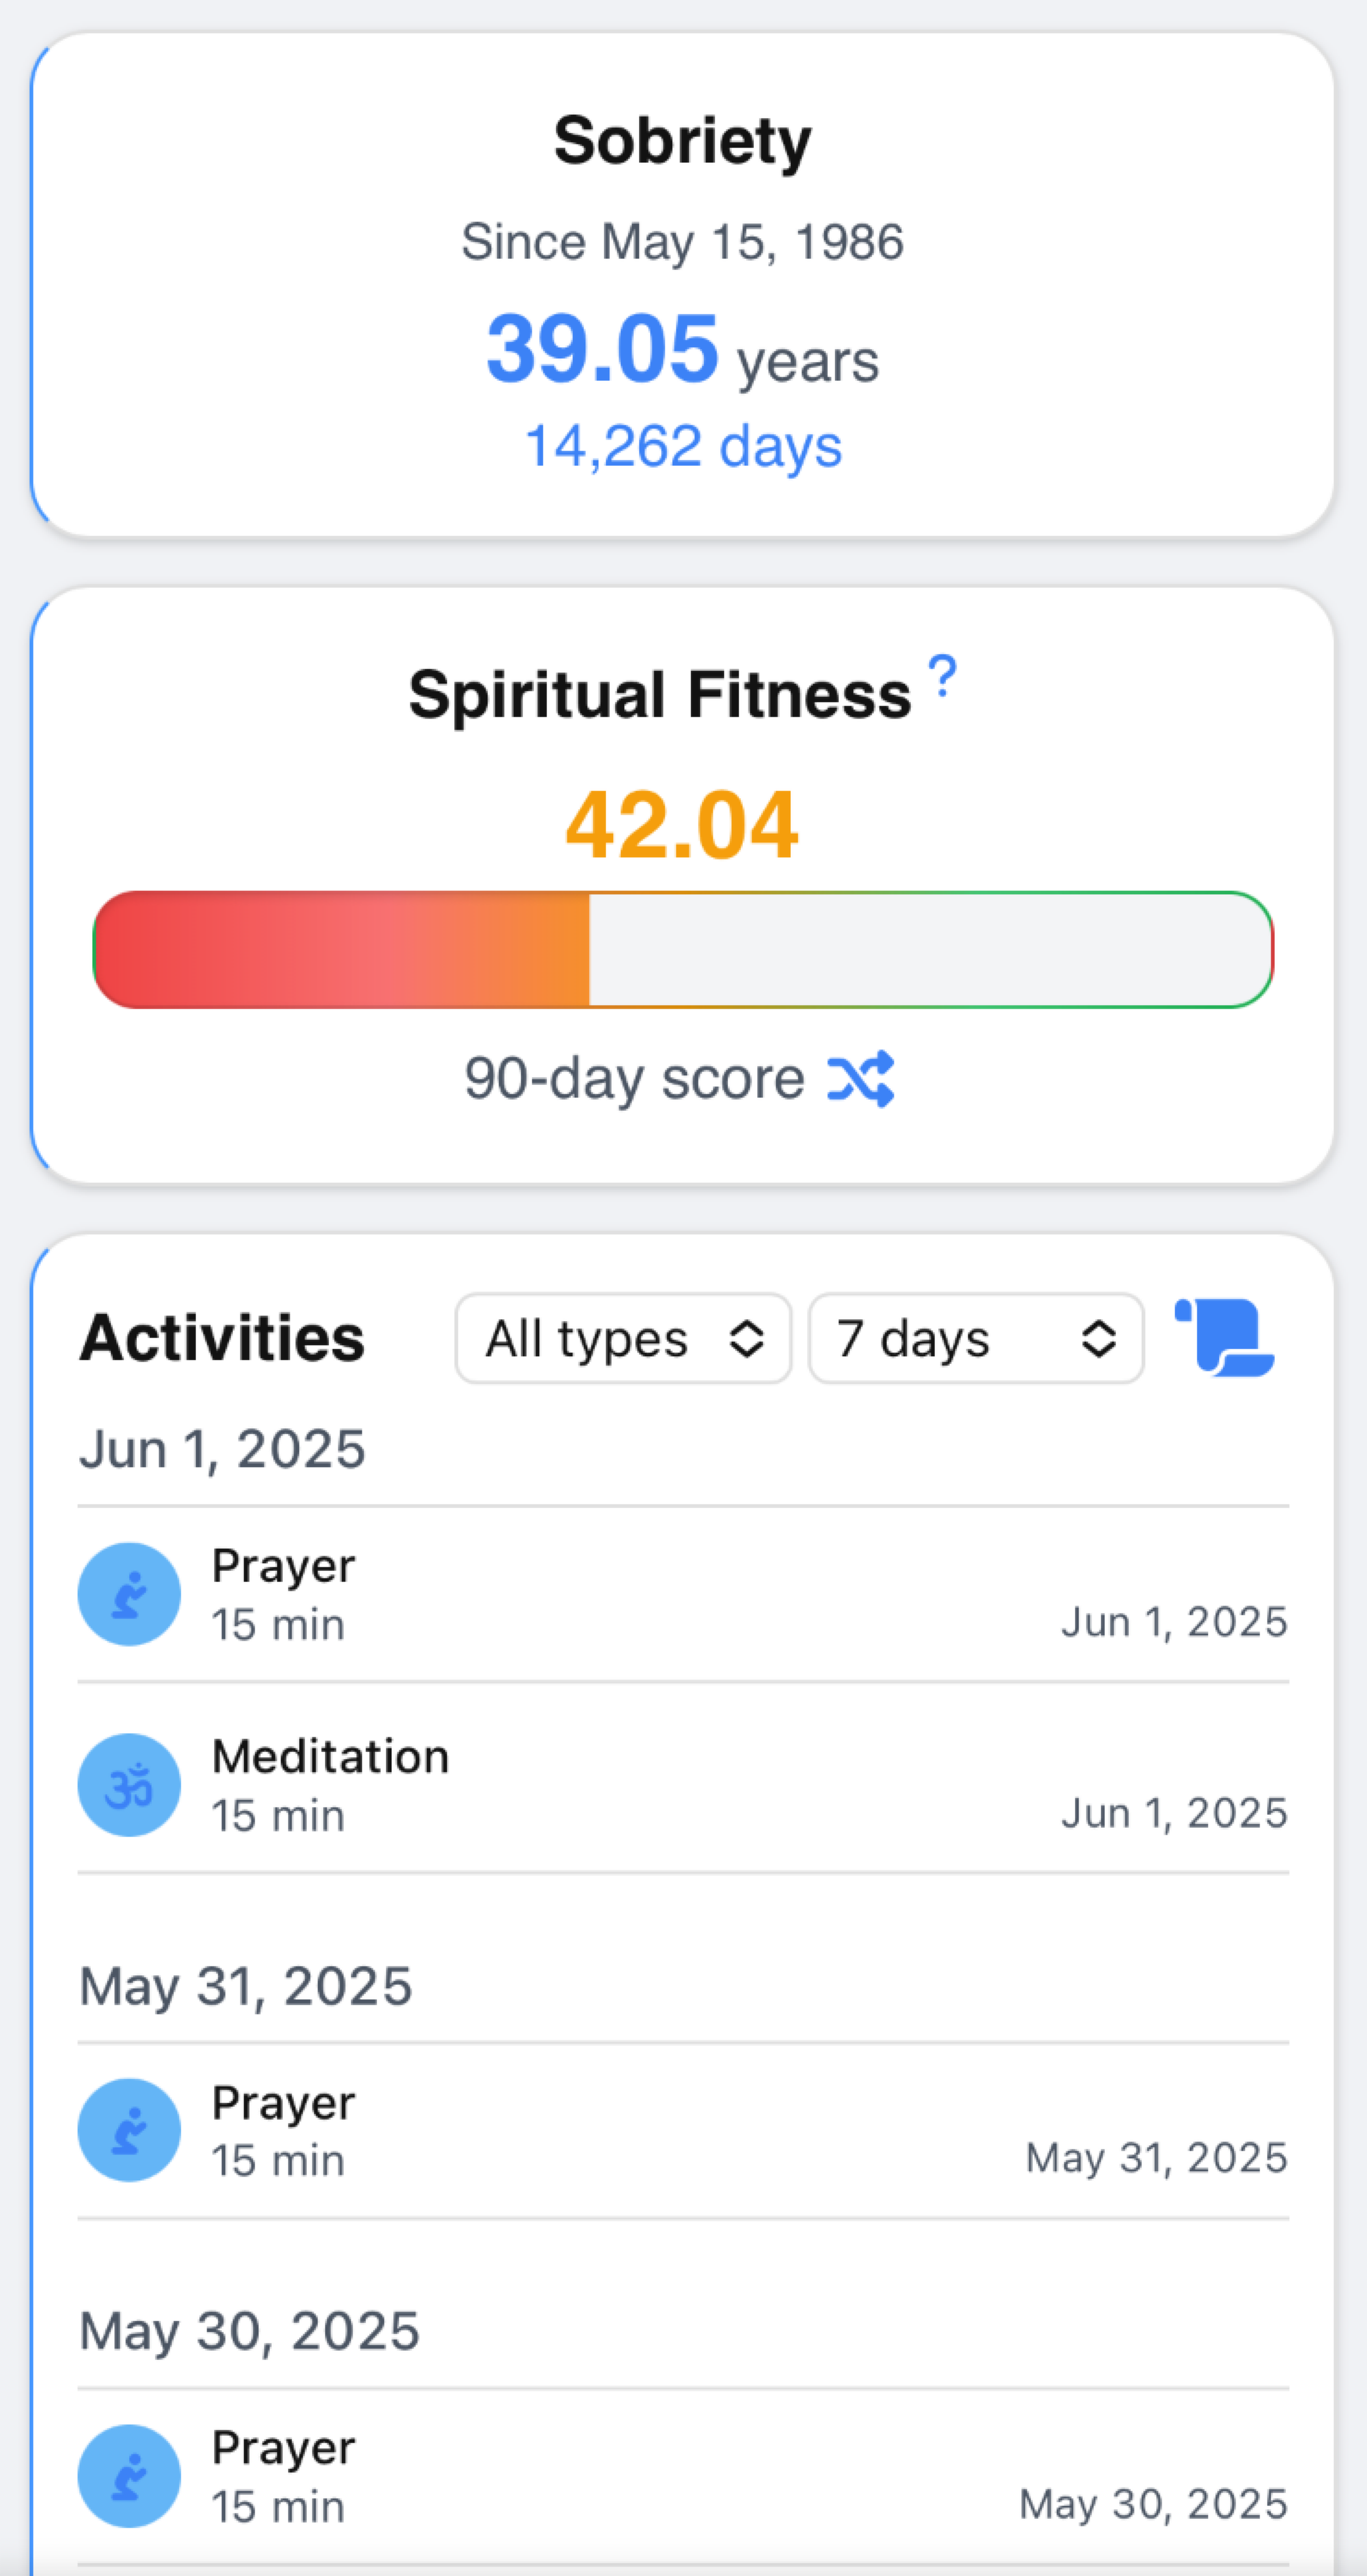 Sobriety
Since May 15, 1986
39.05 years
14,262 days
Spiritual Fitness ?
42.04
90-day score
Activities All types 7 days
Jun 1, 2025
Prayer
15 min Jun 1, 2025
ॐ Meditation
15 min Jun 1, 2025
May 31, 2025
Prayer
15 min May 31, 2025
May 30, 2025
Prayer
15 min May 30, 2025